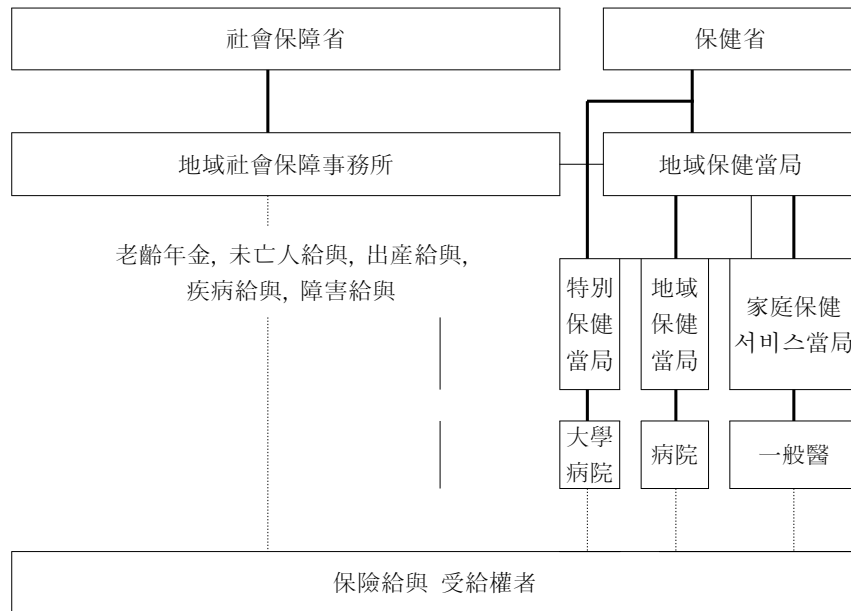 社會保障省
保健省
地域社會保障事務所
地域保健當局
老齡年金, 未亡人給與, 出産給與,
疾病給與, 障害給與
特別
保健
當局
地域
保健
當局
家庭保健
서비스當局
大學
病院
病院
一般醫
保險給與 受給權者